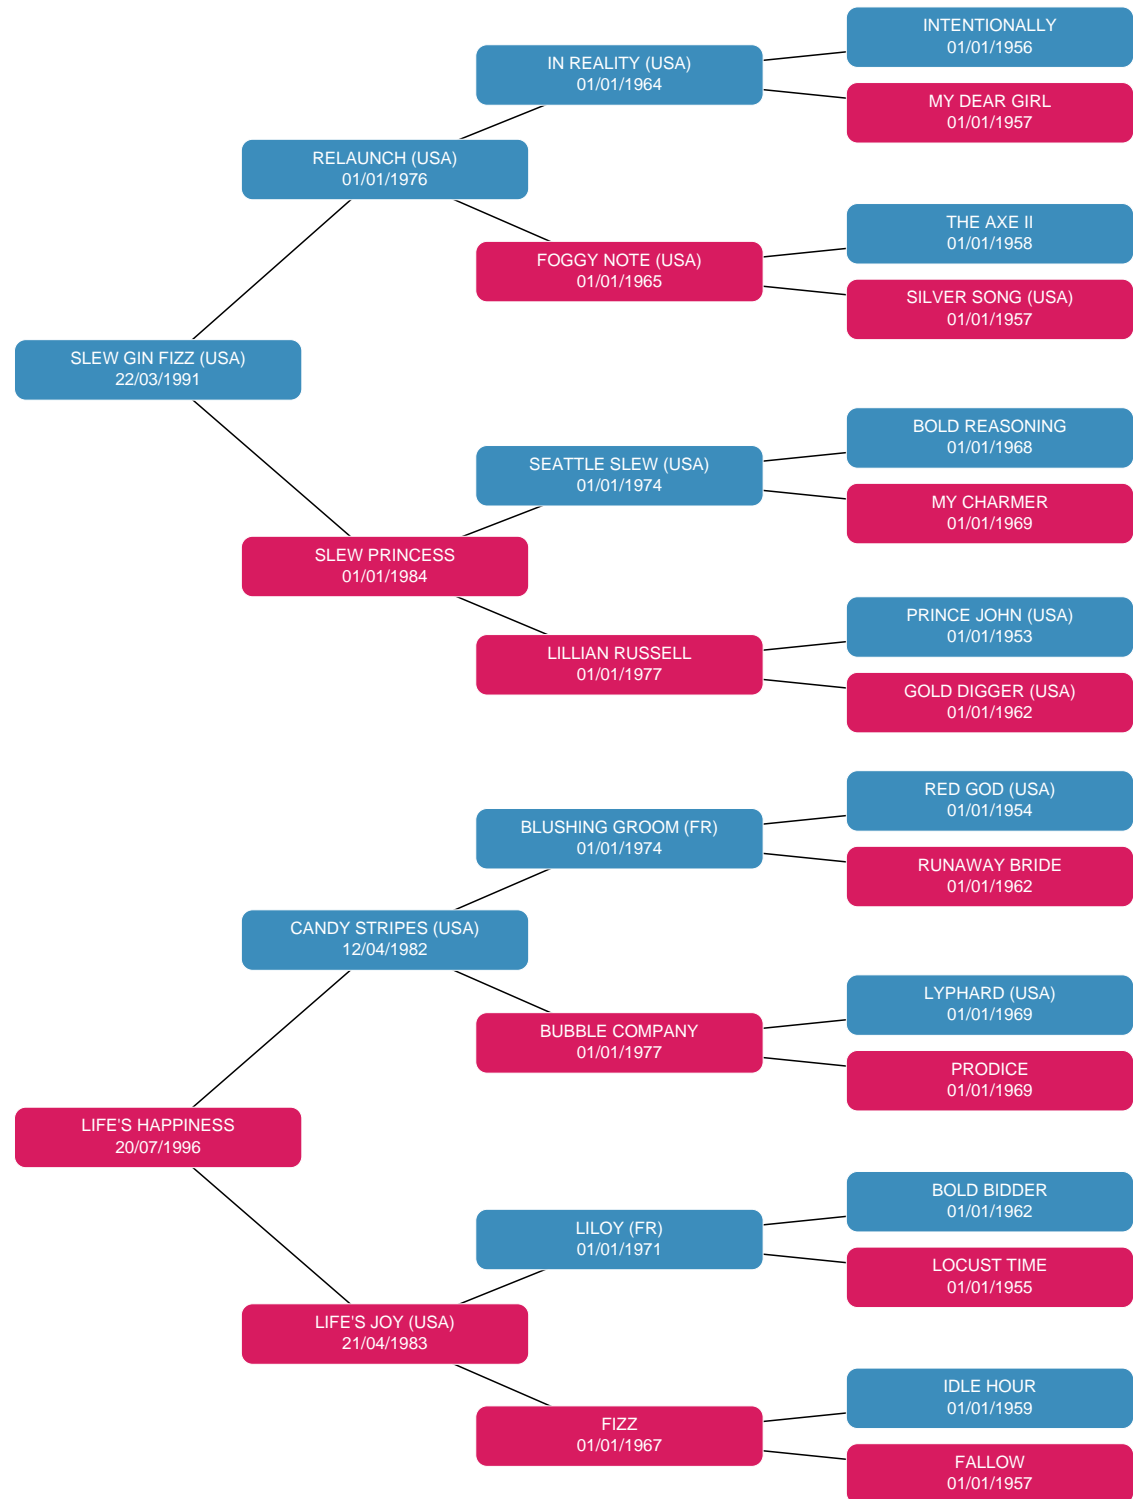 INTENTIONALLY
01/01/1956
IN REALITY (USA)
01/01/1964
MY DEAR GIRL
01/01/1957
RELAUNCH (USA)
01/01/1976
THE AXE II
01/01/1958
FOGGY NOTE (USA)
01/01/1965
SILVER SONG (USA)
01/01/1957
SLEW GIN FIZZ (USA)
22/03/1991
BOLD REASONING
01/01/1968
SEATTLE SLEW (USA)
01/01/1974
MY CHARMER
01/01/1969
SLEW PRINCESS
01/01/1984
PRINCE JOHN (USA)
01/01/1953
LILLIAN RUSSELL
01/01/1977
GOLD DIGGER (USA)
01/01/1962
RED GOD (USA)
01/01/1954
BLUSHING GROOM (FR)
01/01/1974
RUNAWAY BRIDE
01/01/1962
CANDY STRIPES (USA)
12/04/1982
LYPHARD (USA)
01/01/1969
BUBBLE COMPANY
01/01/1977
PRODICE
01/01/1969
LIFE'S HAPPINESS
20/07/1996
BOLD BIDDER
01/01/1962
LILOY (FR)
01/01/1971
LOCUST TIME
01/01/1955
LIFE'S JOY (USA)
21/04/1983
IDLE HOUR
01/01/1959
FIZZ
01/01/1967
FALLOW
01/01/1957